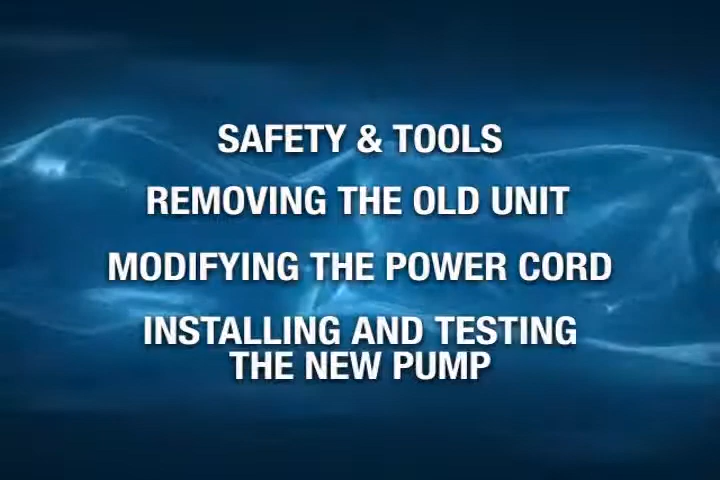 SAFETY & TOOLS
REMOVING THE OLD UNIT
MODIFYING THE POWER CORD
INSTALLING AND TESTING
THE NEW PUMP